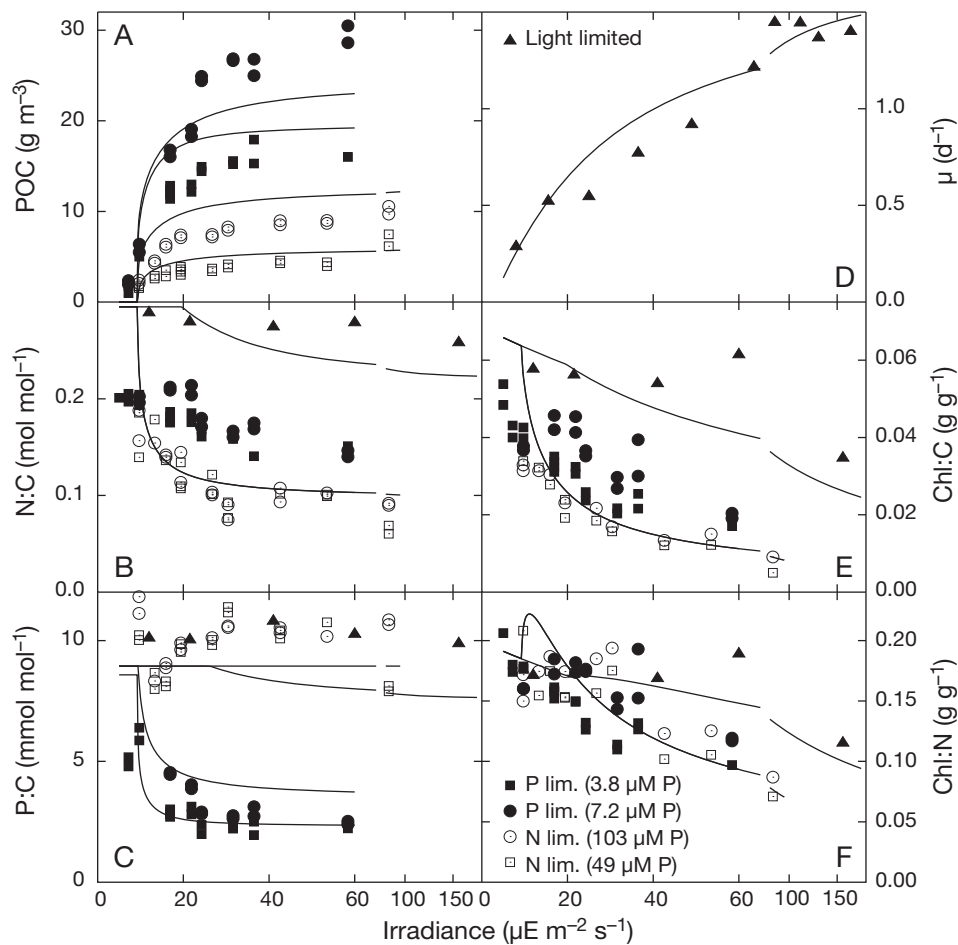 A
POC (g m⁻³)
30
20
10
0
▲ Light limited
D
μ (d⁻¹)
1.0
0.5
0.0
B
N:C (mol mol⁻¹)
0.2
0.1
0.0
E
Chl:C (g g⁻¹)
0.06
0.04
0.02
0.00
C
P:C (mmol mol⁻¹)
10
5
0
0 20 40 60 100 150
■ P lim. (3.8 μM P)
● P lim. (7.2 μM P)
⊙ N lim. (103 μM P)
⊡ N lim. (49 μM P)
F
Chl:N (g g⁻¹)
0.20
0.15
0.10
0.05
0.00
20 40 60 100 150
Irradiance (μE m⁻² s⁻¹)